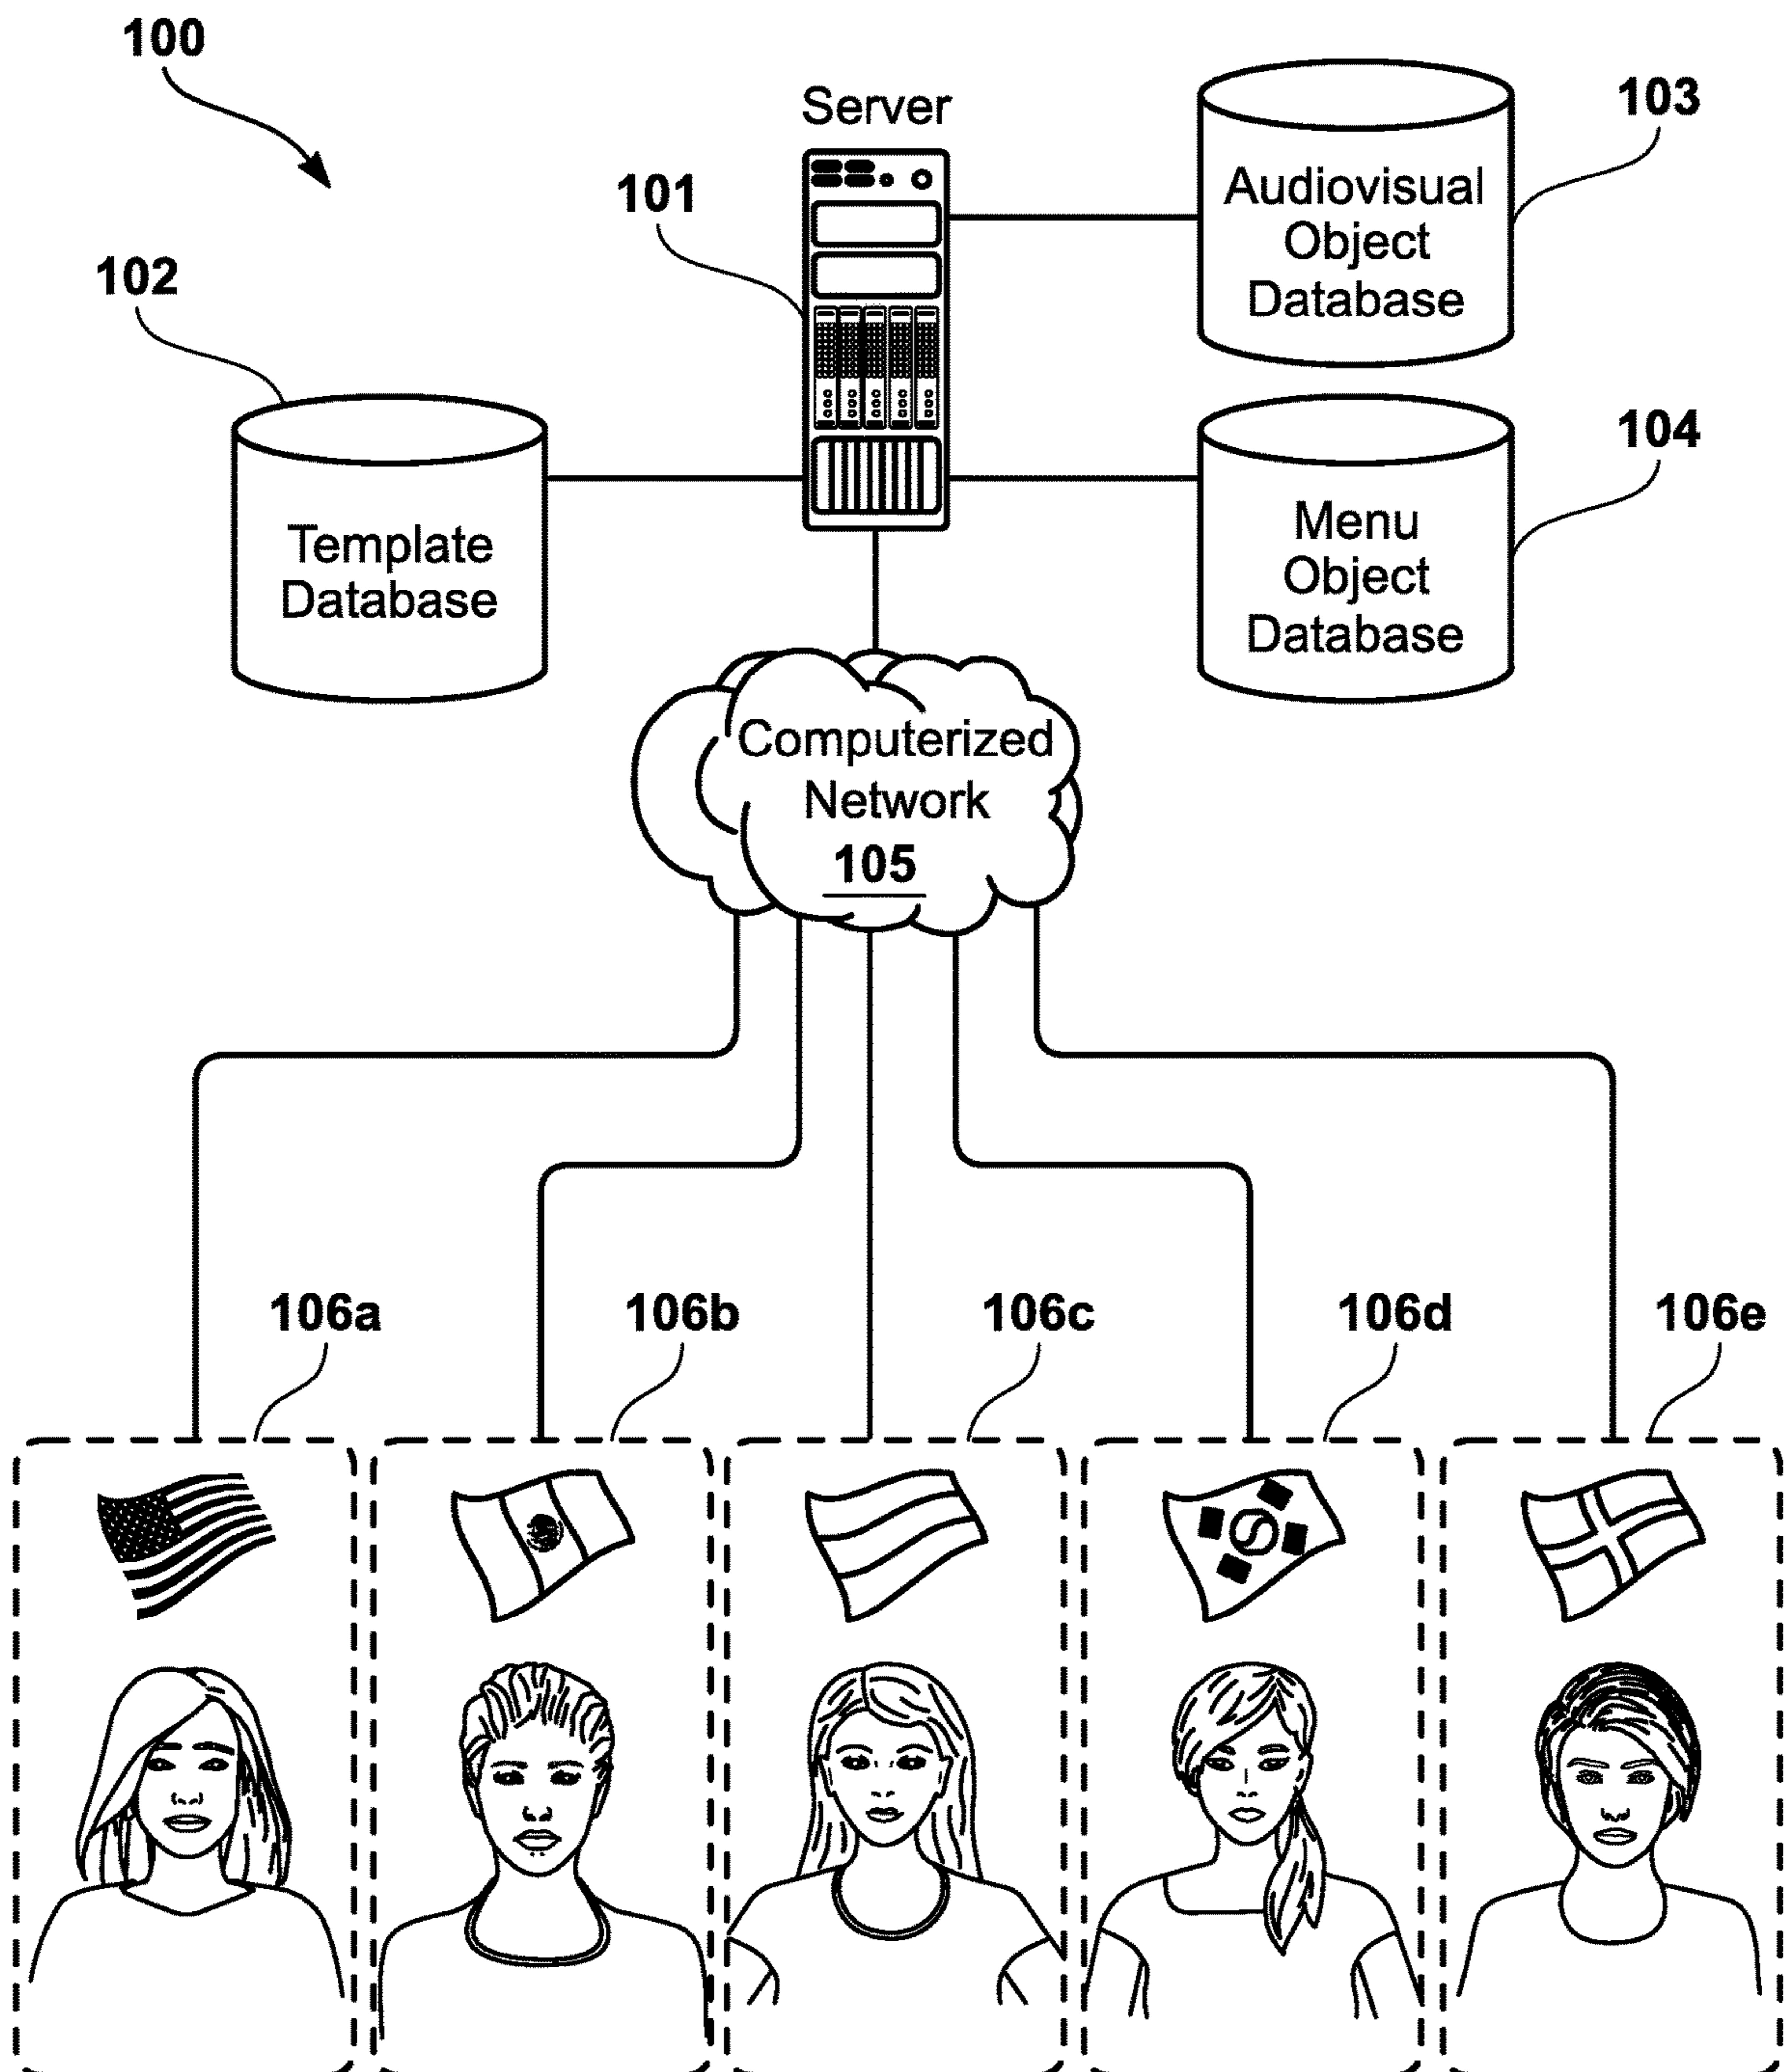 100
Server
103
Audiovisual
Object
Database
101
102
104
Template
Database
Menu
Object
Database
Computerized
Network
105
106a
106b
106c
106d
106e